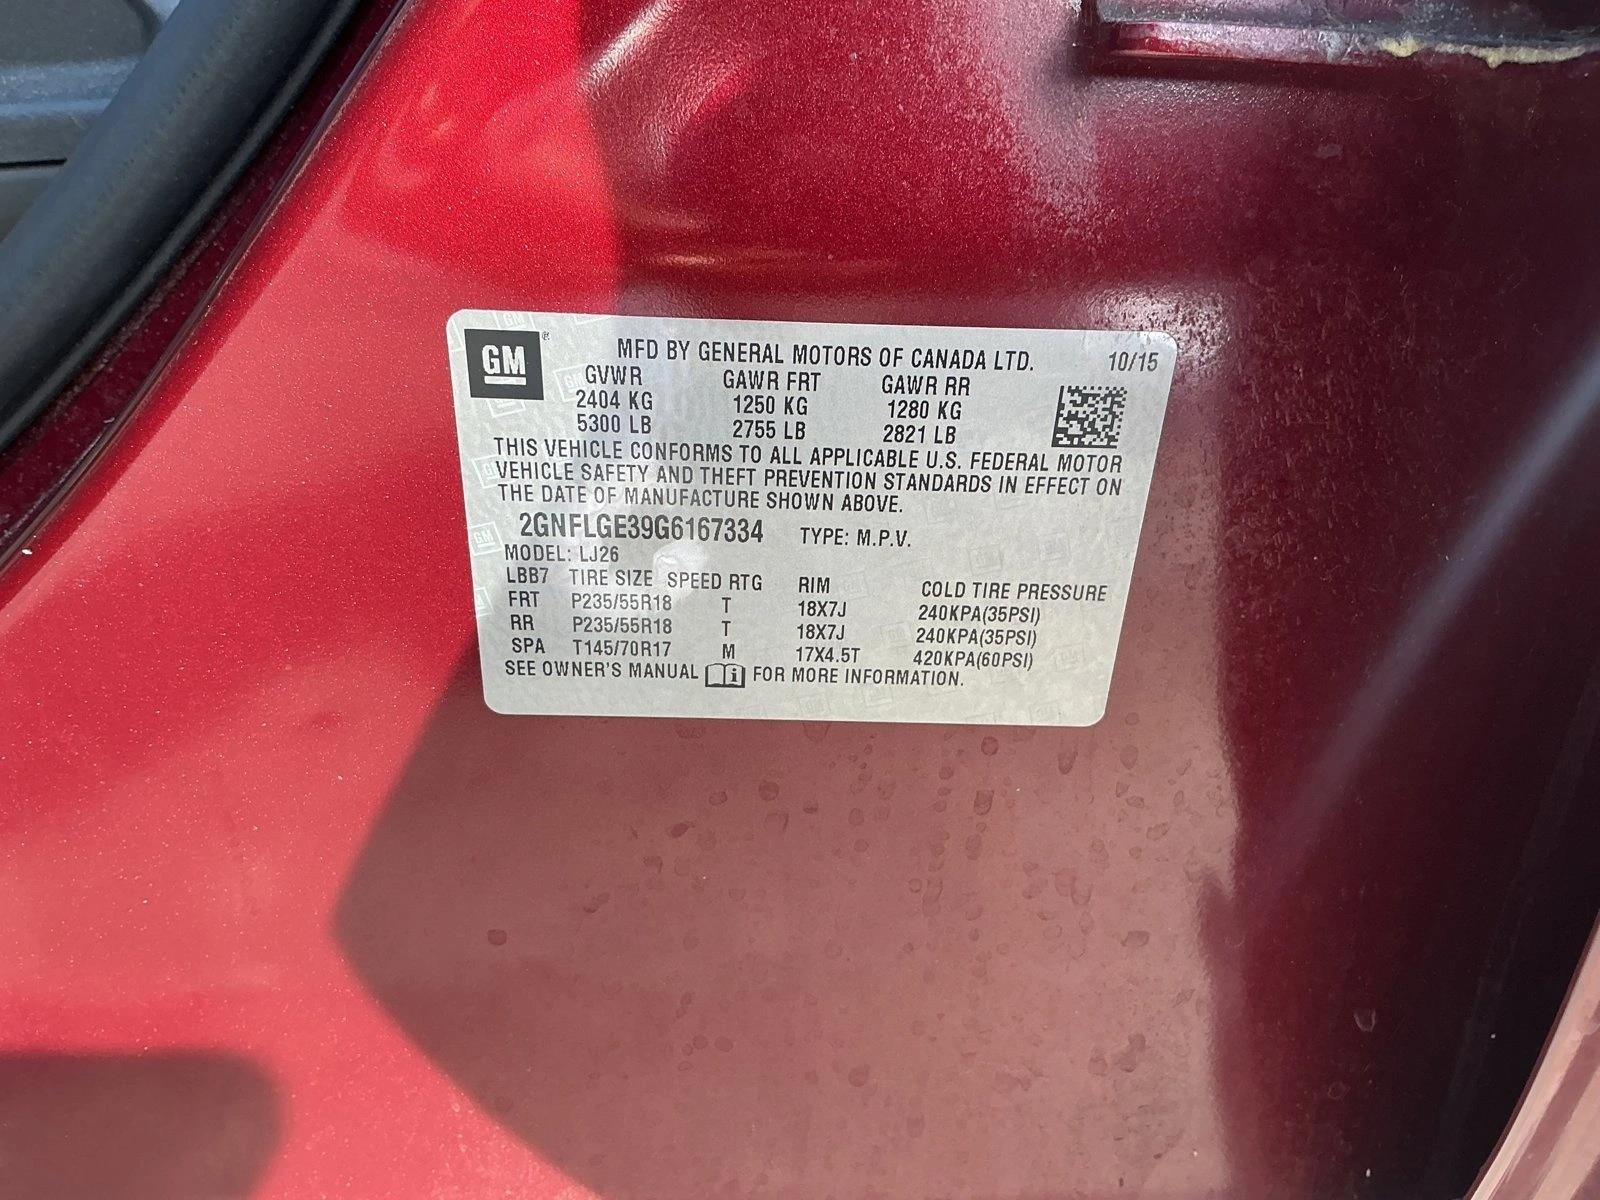 GM ® MFD BY GENERAL MOTORS OF CANADA LTD. 10/15
GVWR GAWR FRT GAWR RR
2404 KG 1250 KG 1280 KG
5300 LB 2755 LB 2821 LB
THIS VEHICLE CONFORMS TO ALL APPLICABLE U.S. FEDERAL MOTOR
VEHICLE SAFETY AND THEFT PREVENTION STANDARDS IN EFFECT ON
THE DATE OF MANUFACTURE SHOWN ABOVE.
2GNFLGE39G6167334 TYPE: M.P.V.
MODEL: LJ26
LBB7 TIRE SIZE SPEED RTG RIM COLD TIRE PRESSURE
FRT P235/55R18 T 18X7J 240KPA(35PSI)
RR P235/55R18 T 18X7J 240KPA(35PSI)
SPA T145/70R17 M 17X4.5T 420KPA(60PSI)
SEE OWNER'S MANUAL i FOR MORE INFORMATION.